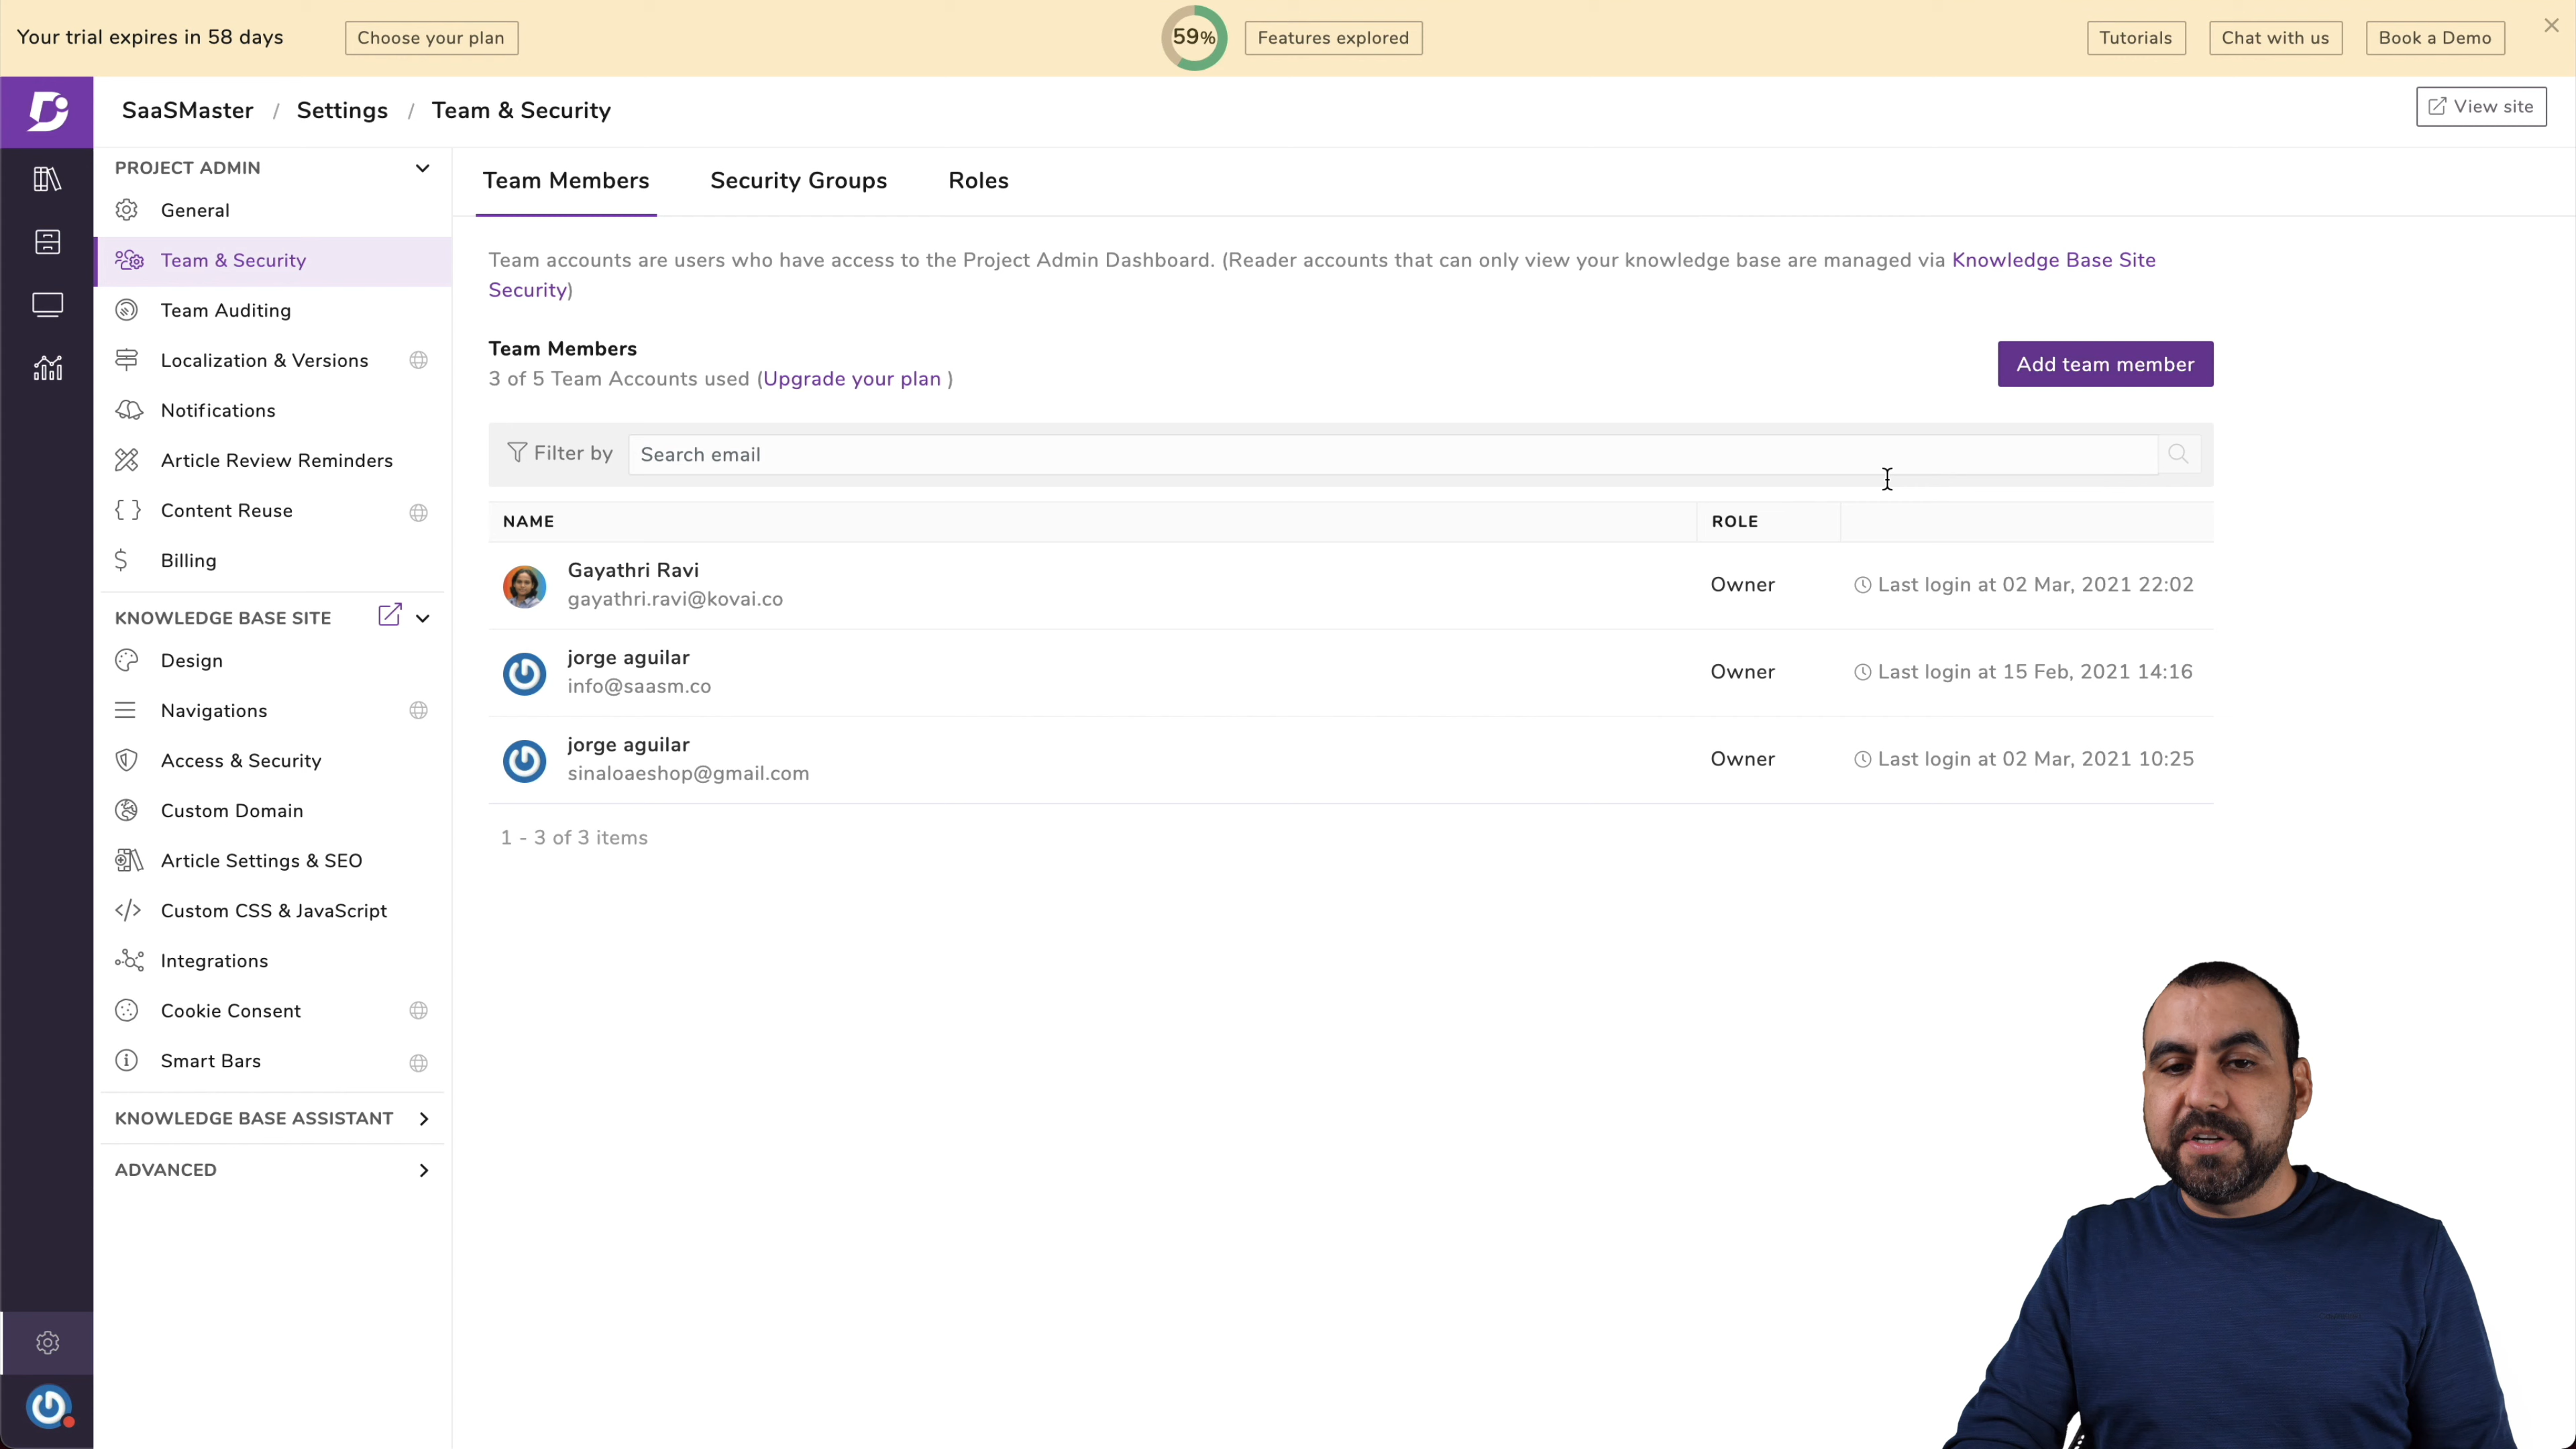 Your trial expires in 58 days
Choose your plan
59%
Features explored
Tutorials
Chat with us
Book a Demo
SaaSMaster / Settings / Team & Security
View site
PROJECT ADMIN
General
Team & Security
Team Auditing
Localization & Versions
Notifications
Article Review Reminders
Content Reuse
Billing
KNOWLEDGE BASE SITE
Design
Navigations
Access & Security
Custom Domain
Article Settings & SEO
Custom CSS & JavaScript
Integrations
Cookie Consent
Smart Bars
KNOWLEDGE BASE ASSISTANT
ADVANCED
Team Members
Security Groups
Roles
Team accounts are users who have access to the Project Admin Dashboard. (Reader accounts that can only view your knowledge base are managed via Knowledge Base Site
Security)
Team Members
3 of 5 Team Accounts used (Upgrade your plan )
Add team member
Filter by
Search email
NAME
ROLE
Gayathri Ravi
gayathri.ravi@kovai.co
Owner
Last login at 02 Mar, 2021 22:02
jorge aguilar
info@saasm.co
Owner
Last login at 15 Feb, 2021 14:16
jorge aguilar
sinaloaeshop@gmail.com
Owner
Last login at 02 Mar, 2021 10:25
1 - 3 of 3 items